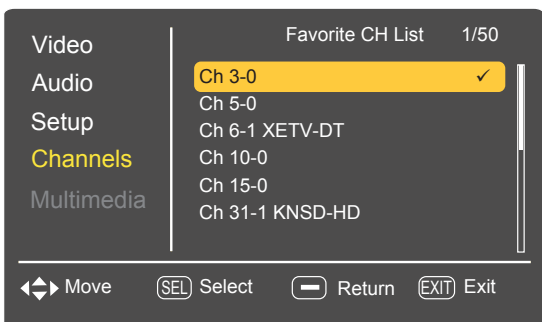 Video
Audio
Setup
Channels
Multimedia
Favorite CH List 1/50
Ch 3-0 ✓
Ch 5-0
Ch 6-1 XETV-DT
Ch 10-0
Ch 15-0
Ch 31-1 KNSD-HD
Move SEL Select Return EXIT Exit